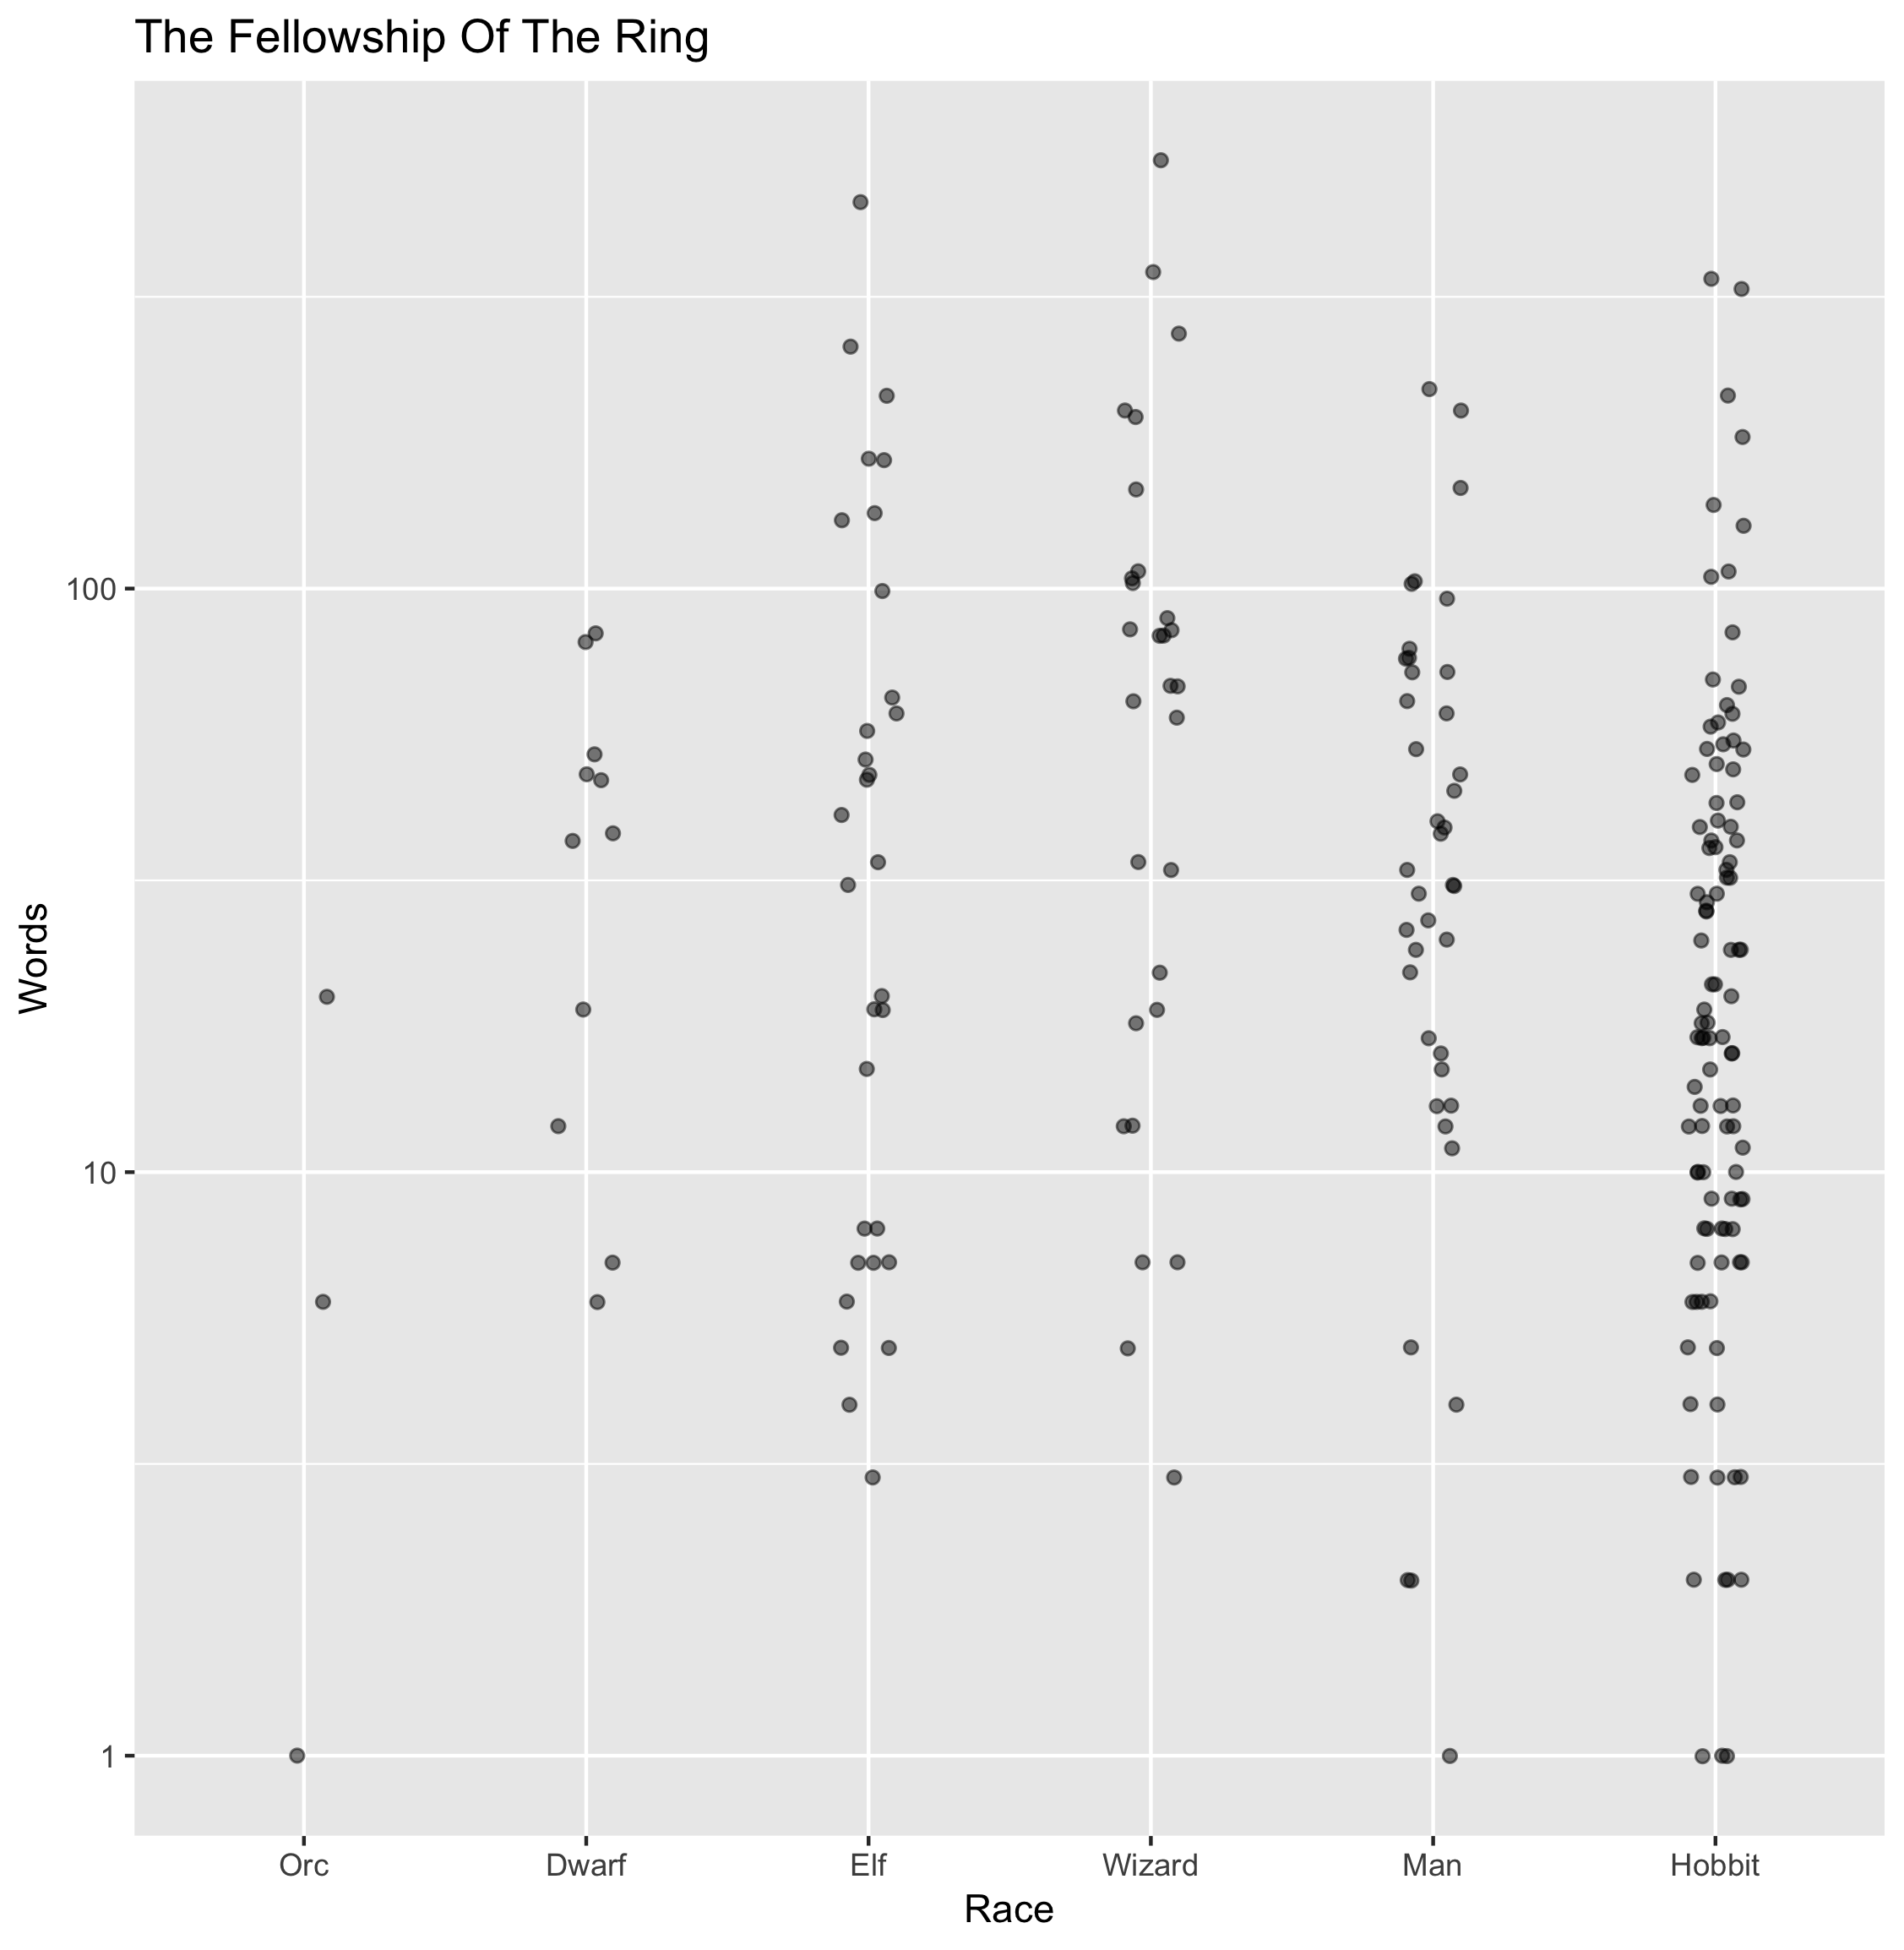 The Fellowship Of The Ring
100
10
1
Words
Orc Dwarf Elf Wizard Man Hobbit
Race